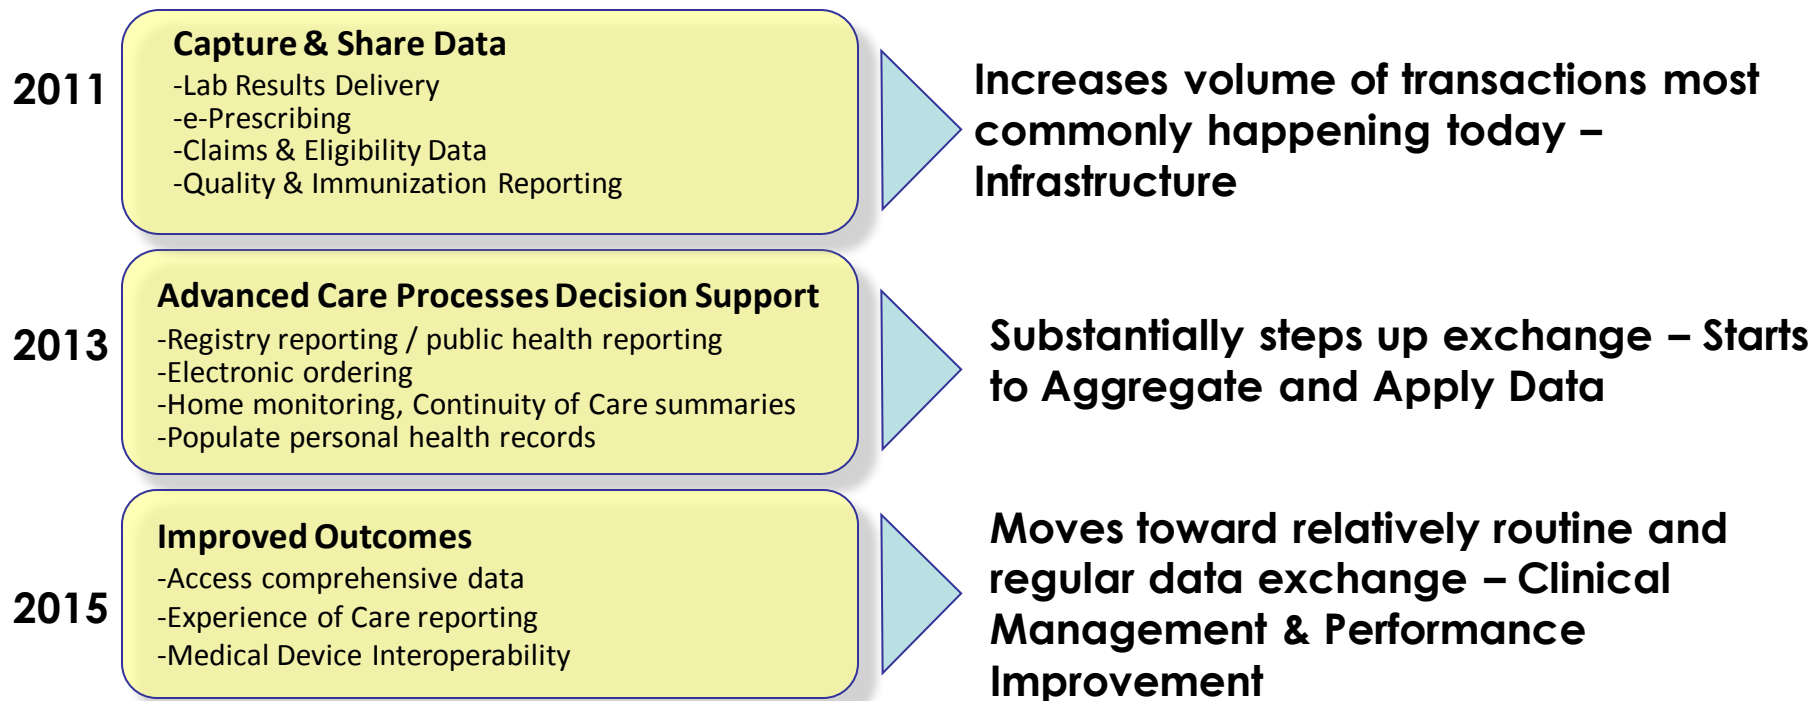 2011
Capture & Share Data
-Lab Results Delivery
-e-Prescribing
-Claims & Eligibility Data
-Quality & Immunization Reporting
Increases volume of transactions most
commonly happening today –
Infrastructure
2013
Advanced Care Processes Decision Support
-Registry reporting / public health reporting
-Electronic ordering
-Home monitoring, Continuity of Care summaries
-Populate personal health records
Substantially steps up exchange – Starts
to Aggregate and Apply Data
2015
Improved Outcomes
-Access comprehensive data
-Experience of Care reporting
-Medical Device Interoperability
Moves toward relatively routine and
regular data exchange – Clinical
Management & Performance
Improvement